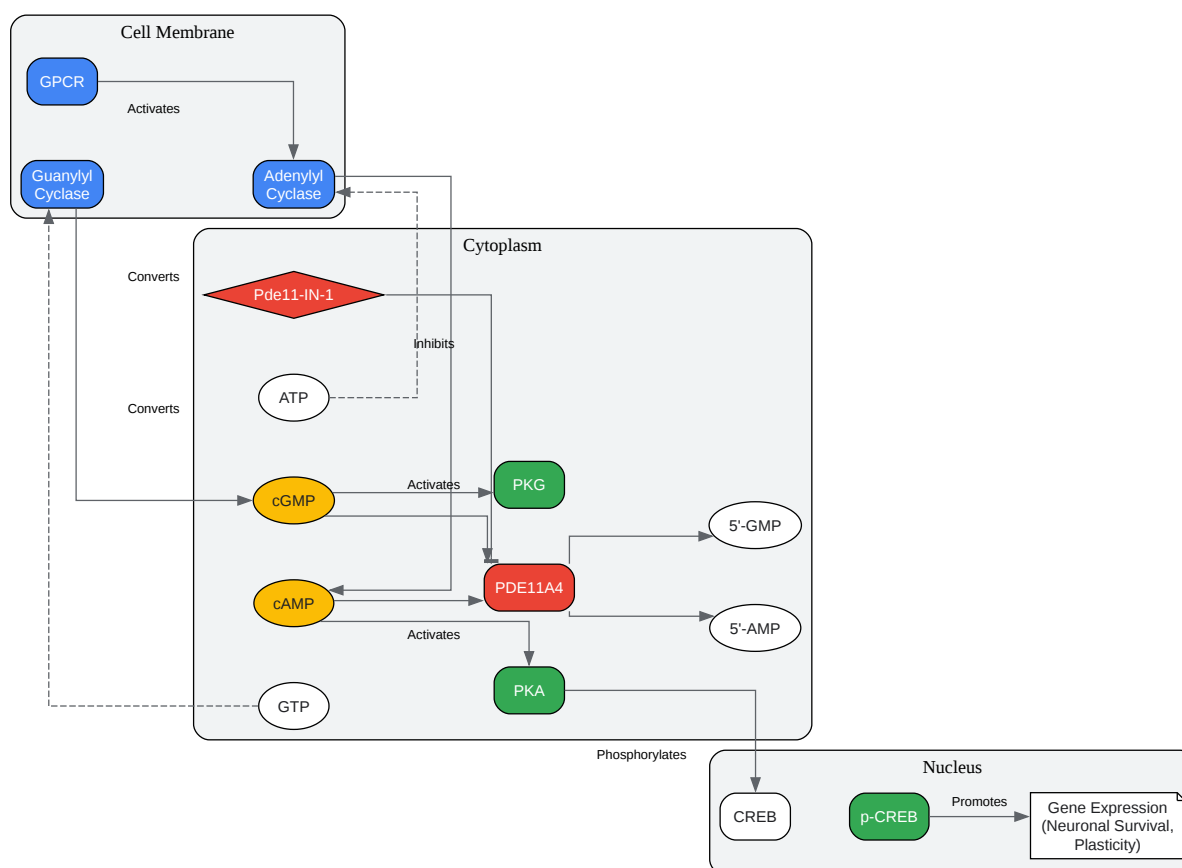 Cell Membrane
GPCR
Activates
Guanylyl
Cyclase
Adenylyl
Cyclase
Cytoplasm
Converts
Pde11-IN-1
Inhibits
ATP
Converts
cGMP
Activates
PKG
5'-GMP
PDE11A4
cAMP
Activates
5'-AMP
PKA
GTP
Phosphorylates
Nucleus
CREB
p-CREB
Promotes
Gene Expression
(Neuronal Survival,
Plasticity)